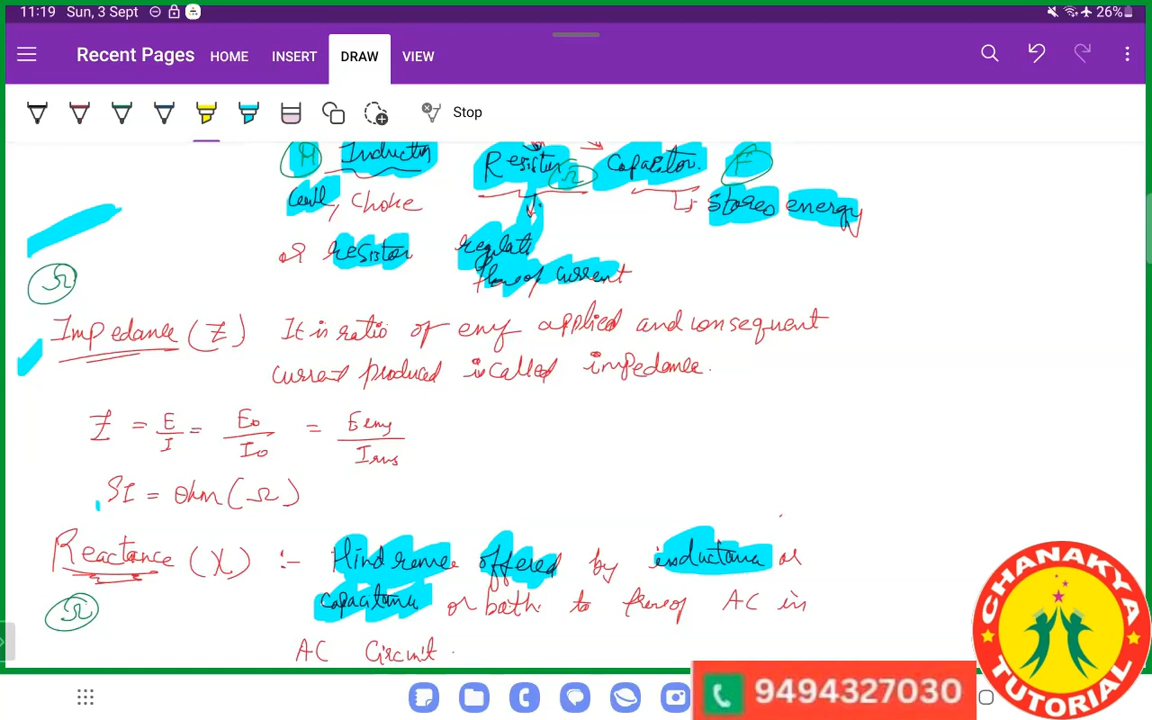 11:19 Sun, 3 Sept 26%
Recent Pages HOME INSERT DRAW VIEW
Stop
H Inductor Resistor Ω Capacitor. F
Coil, Choke stores energy
or resistor regulate
flow of current
Ω
Impedance (Z) It is ratio of emf applied and consequent
current produced is called impedance.
Z = E/I = E₀/I₀ = /Irms
SI = ohm (Ω)
Reactance (X) :- Hindrance offered by inductance or
Ω capacitance or both to flow of AC in
AC Circuit.
9494327030
CHANAKYA
TUTORIAL